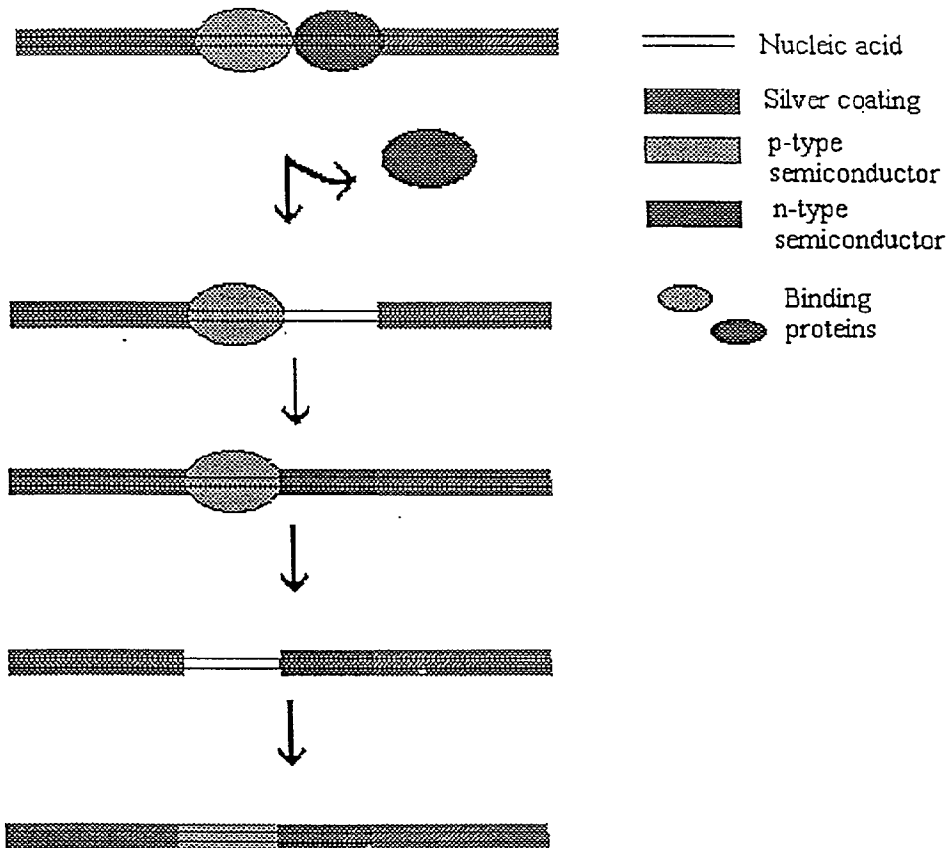 Nucleic acid
Silver coating
p-type
semiconductor
n-type
semiconductor
Binding
proteins